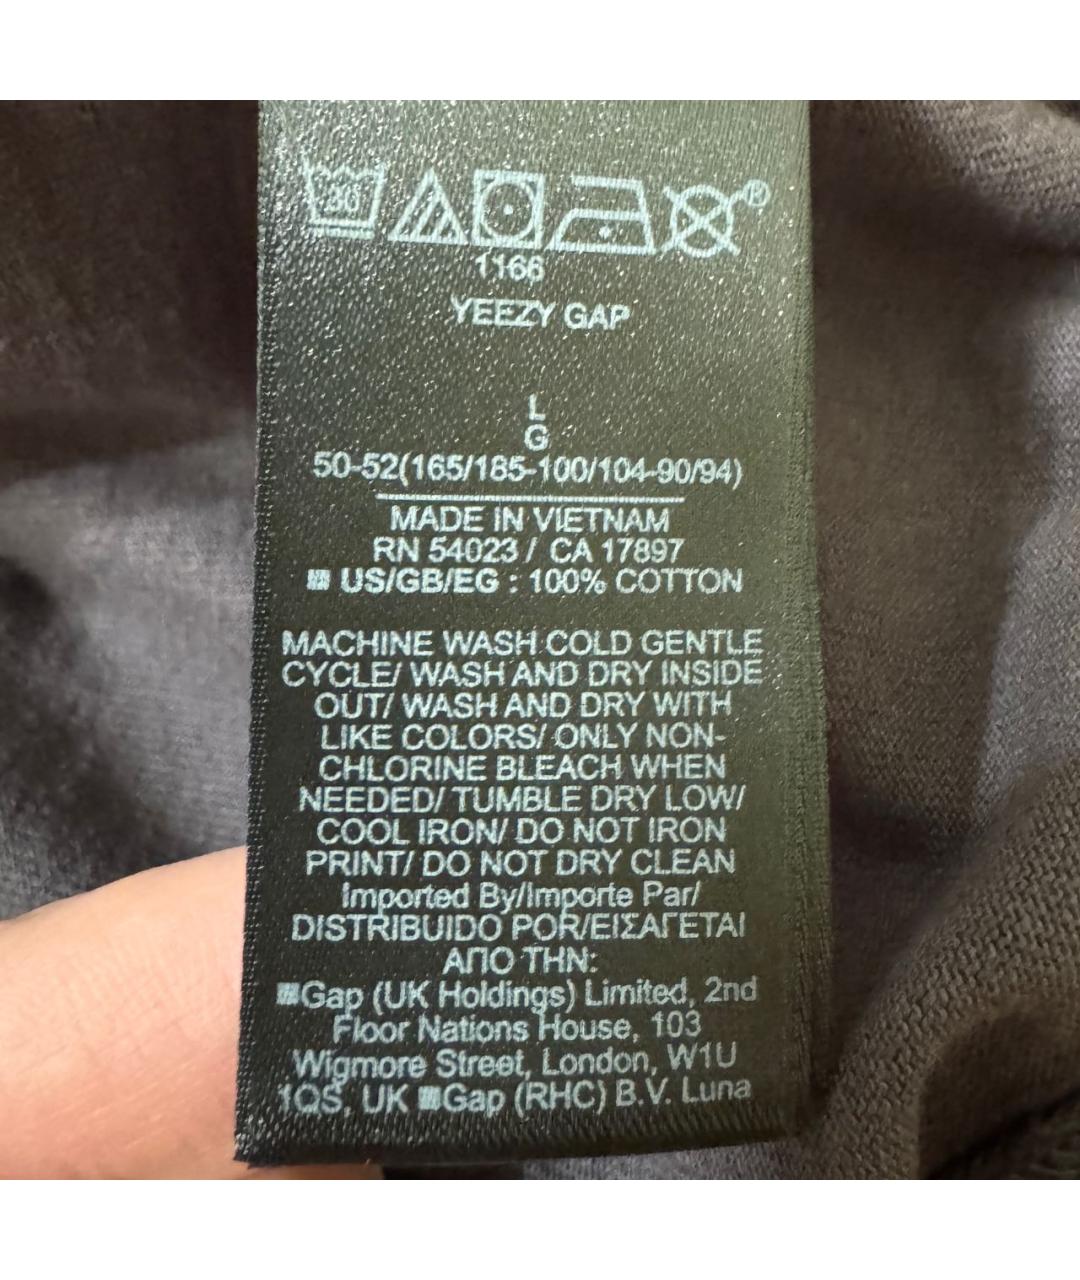 30
®
1166
YEEZY GAP
L
G
50-52(165/185-100/104-90/94)
MADE IN VIETNAM
RN 54023 / CA 17897
US/GB/EG : 100% COTTON
MACHINE WASH COLD GENTLE
CYCLE/ WASH AND DRY INSIDE
OUT/ WASH AND DRY WITH
LIKE COLORS/ ONLY NON-
CHLORINE BLEACH WHEN
NEEDED/ TUMBLE DRY LOW/
COOL IRON/ DO NOT IRON
PRINT/ DO NOT DRY CLEAN
Imported By/Importe Par/
DISTRIBUIDO POR/ΕΙΣΑΓΕΤΑΙ
ΑΠΟ ΤΗΝ:
Gap (UK Holdings) Limited, 2nd
Floor Nations House, 103
Wigmore Street, London, W1U
1QS, UK Gap (RHC) B.V. Luna